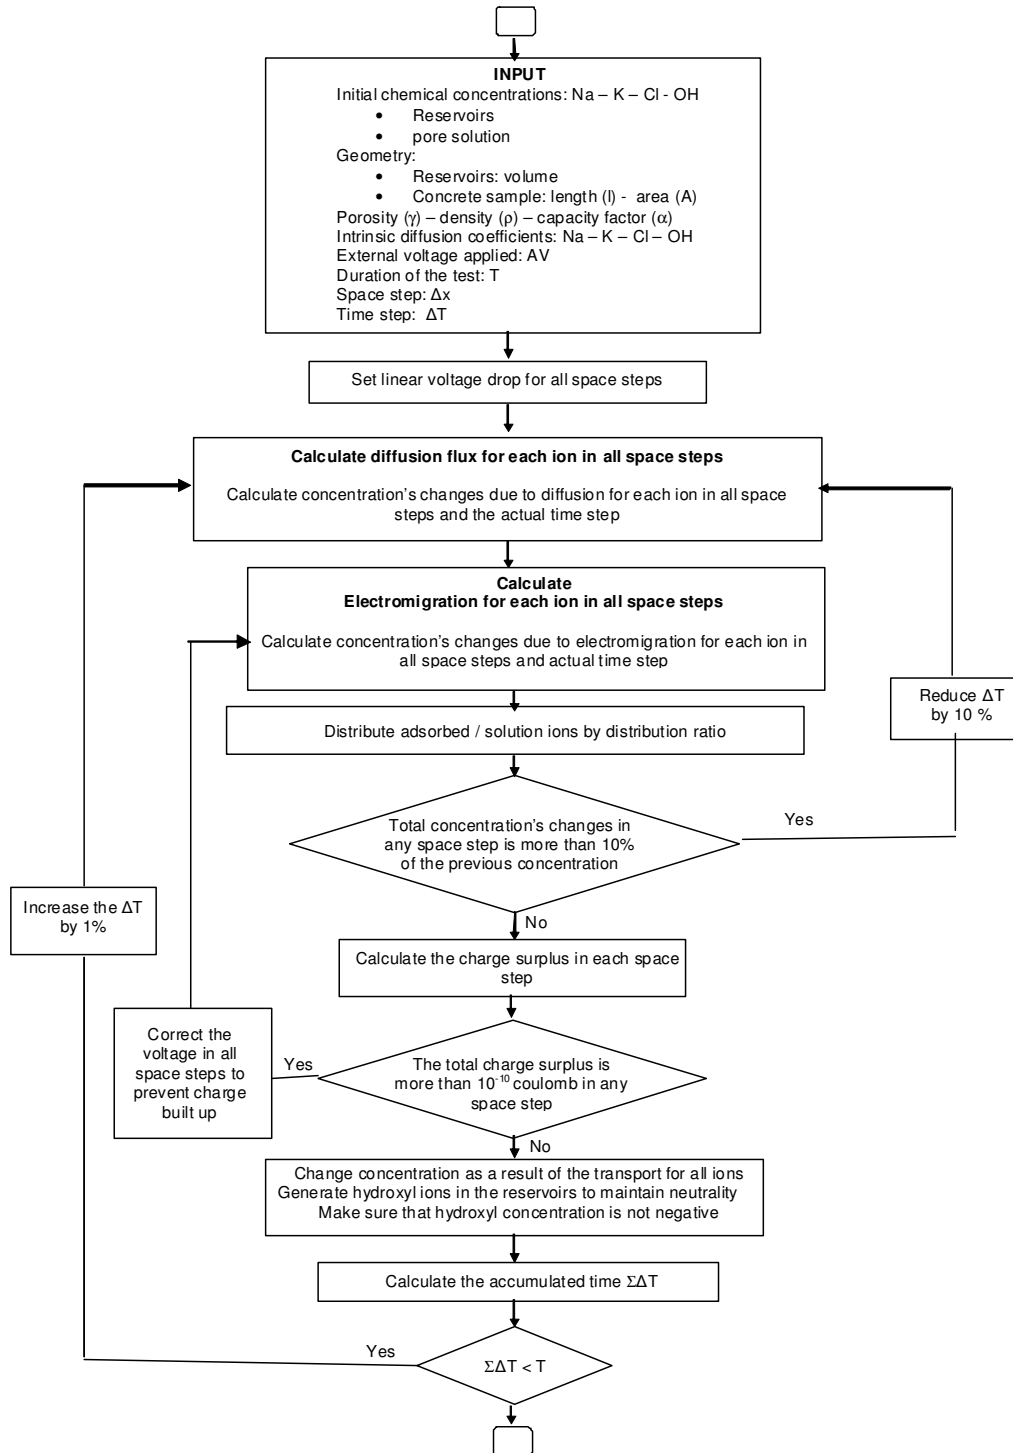 INPUT
Initial chemical concentrations: Na – K – Cl - OH
• Reservoirs
• pore solution
Geometry:
• Reservoirs: volume
• Concrete sample: length (l) - area (A)
Porosity (γ) – density (ρ) – capacity factor (α)
Intrinsic diffusion coefficients: Na – K – Cl – OH
External voltage applied: AV
Duration of the test: T
Space step: Δx
Time step: ΔT
Set linear voltage drop for all space steps
Calculate diffusion flux for each ion in all space steps
Calculate concentration's changes due to diffusion for each ion in all space
steps and the actual time step
Calculate
Electromigration for each ion in all space steps
Calculate concentration's changes due to electromigration for each ion in
all space steps and actual time step
Reduce ΔT
by 10 %
Distribute adsorbed / solution ions by distribution ratio
Total concentration's changes in
any space step is more than 10%
of the previous concentration
Yes
No
Increase the ΔT
by 1%
Calculate the charge surplus in each space
step
Correct the
voltage in all
space steps to
prevent charge
built up
Yes
The total charge surplus is
more than 10⁻¹⁰ coulomb in any
space step
No
Change concentration as a result of the transport for all ions
Generate hydroxyl ions in the reservoirs to maintain neutrality
Make sure that hydroxyl concentration is not negative
Calculate the accumulated time ΣΔT
Yes
ΣΔT < T